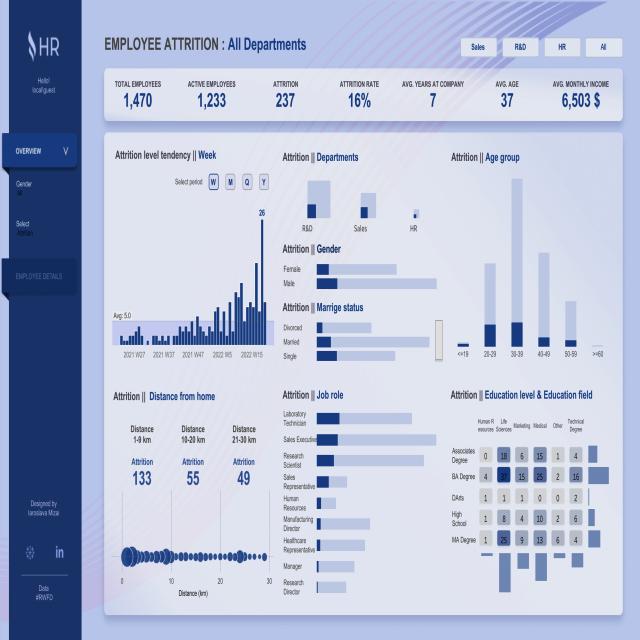 HR
Hello!
local\guest
OVERVIEW
Gender
All
Select
Attrition
EMPLOYEE DETAILS
Designed by
Iaroslava Mizai
in
Data
#RWFD
EMPLOYEE ATTRITION : All Departments
Sales R&D HR All
TOTAL EMPLOYEES ACTIVE EMPLOYEES ATTRITION ATTRITION RATE AVG. YEARS AT COMPANY AVG. AGE AVG. MONTHLY INCOME
1,470 1,233 237 16% 7 37 6,503 $
Attrition level tendency || Week
Select period W M Q Y
26
Avg: 5.0
2021 W27 2021 W37 2021 W47 2022 W5 2022 W15
Attrition || Departments
R&D Sales HR
Attrition || Gender
Female
Male
Attrition || Marrige status
Divorced
Married
Single
Attrition || Age group
<=19 20-29 30-39 40-49 50-59 >=60
Attrition || Distance from home
Distance Distance Distance
1-9 km 10-20 km 21-30 km
Attrition Attrition Attrition
133 55 49
0 10 20 30
Distance (km)
Attrition || Job role
Laboratory
Technician
Sales Executive
Research
Scientist
Sales
Representative
Human
Resources
Manufacturing
Director
Healthcare
Representative
Manager
Research
Director
Attrition || Education level & Education field
Human R
esources
Life
Sciences
Marketing
Medical
Other
Technical
Degree
Associates
Degree
0 18 6 15 1 4
BA Degree 4 37 15 25 2 16
DArts 1 1 1 0 0 2
High
School
1 8 4 10 2 6
MA Degree 1 25 9 13 6 4